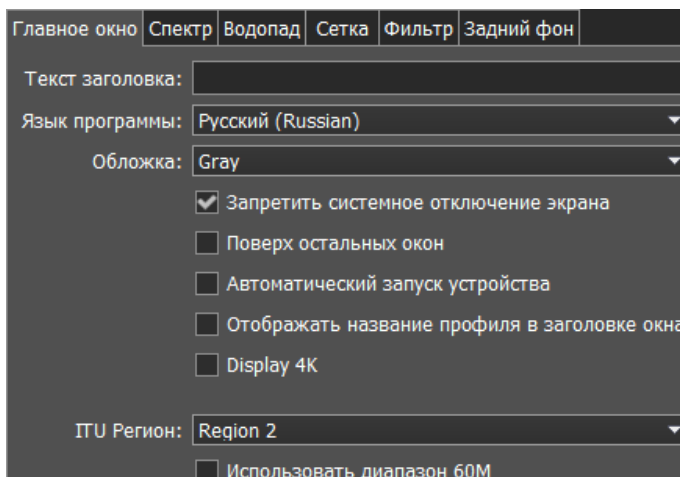 Главное окно Спектр Водопад Сетка Фильтр Задний фон
Текст заголовка:
Язык программы: Русский (Russian)
Обложка: Gray
Запретить системное отключение экрана
Поверх остальных окон
Автоматический запуск устройства
Отображать название профиля в заголовке окна
Display 4K
ITU Регион: Region 2
Использовать диапазон 60М